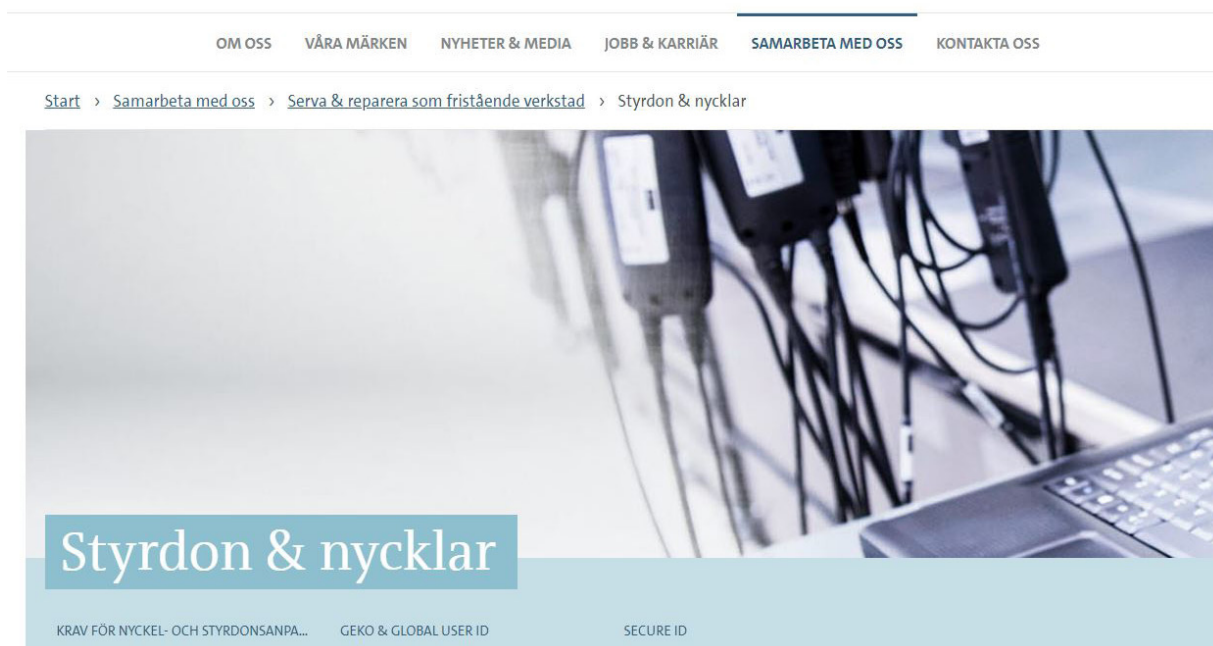 OM OSS VÅRA MÄRKEN NYHETER & MEDIA JOBB & KARRIÄR SAMARBETA MED OSS KONTAKTA OSS
Start › Samarbeta med oss › Serva & reparera som fristående verkstad › Styrdon & nycklar
Styrdon & nycklar
KRAV FÖR NYCKEL- OCH STYRDONSANPA... GEKO & GLOBAL USER ID SECURE ID